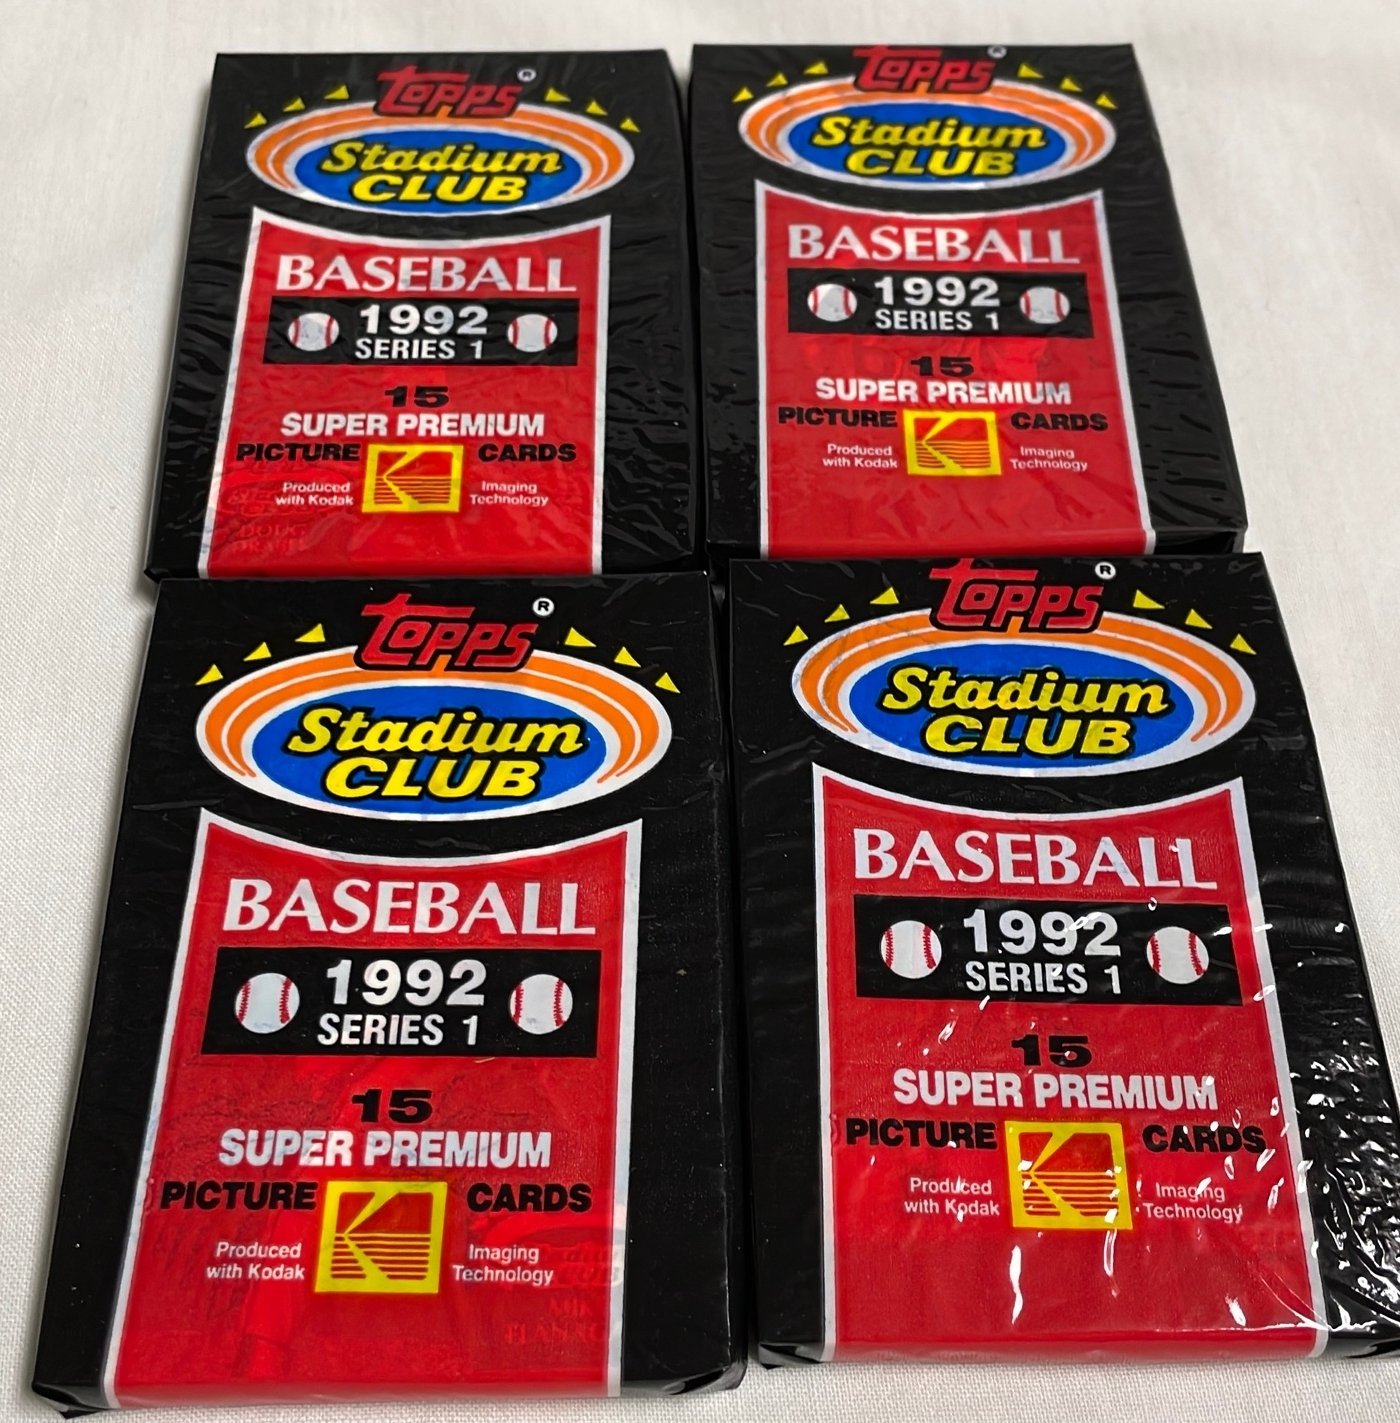 Topps®
Stadium
CLUB
BASEBALL
1992
SERIES 1
15
SUPER PREMIUM
PICTURE CARDS
Produced with Kodak
Imaging Technology
Topps®
Stadium
CLUB
BASEBALL
1992
SERIES 1
15
SUPER PREMIUM
PICTURE CARDS
Produced with Kodak
Imaging Technology
Topps®
Stadium
CLUB
BASEBALL
1992
SERIES 1
15
SUPER PREMIUM
PICTURE CARDS
Produced with Kodak
Imaging Technology
Topps®
Stadium
CLUB
BASEBALL
1992
SERIES 1
15
SUPER PREMIUM
PICTURE CARDS
Produced with Kodak
Imaging Technology